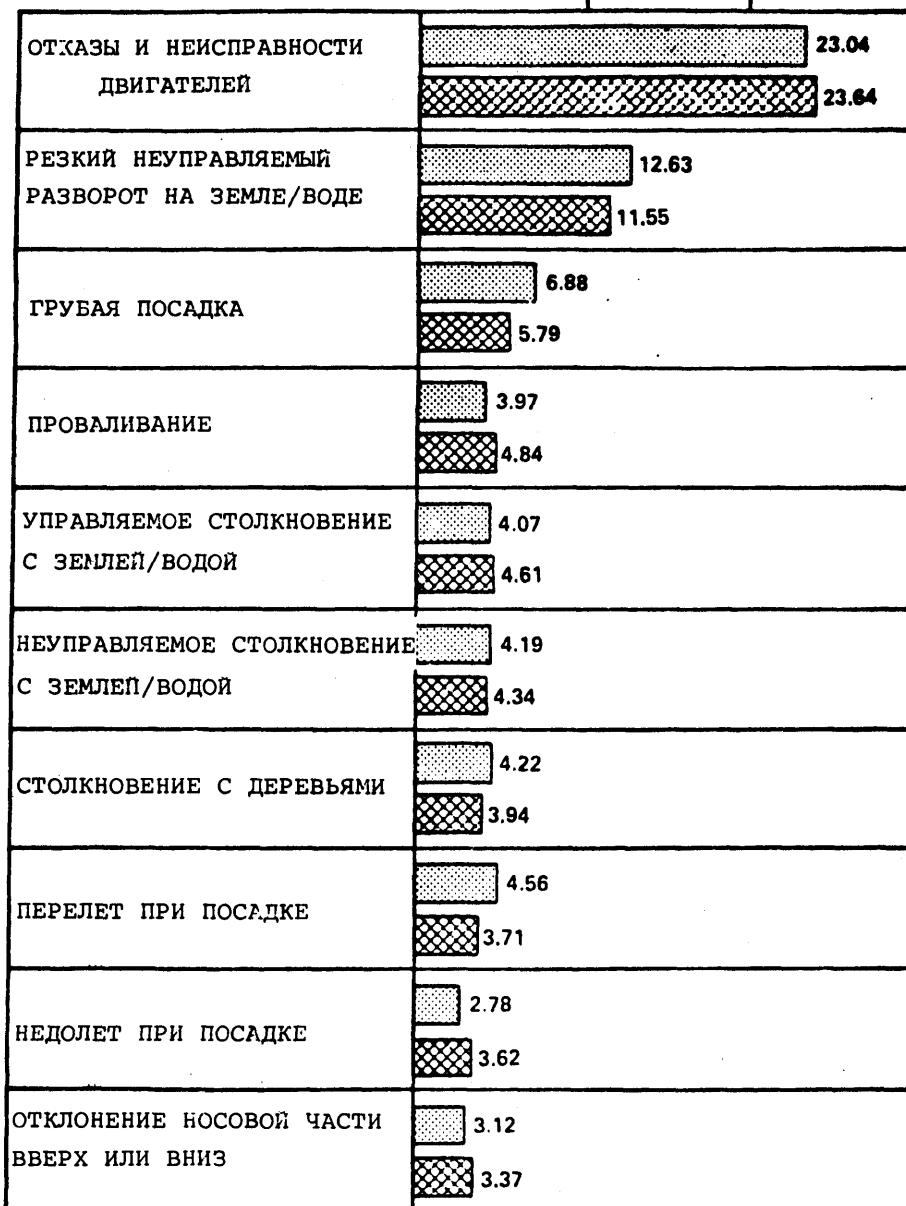 ОТКАЗЫ И НЕИСПРАВНОСТИ
ДВИГАТЕЛЕЙ
23.04
23.64
РЕЗКИЙ НЕУПРАВЛЯЕМЫЙ
РАЗВОРОТ НА ЗЕМЛЕ/ВОДЕ
12.63
11.55
ГРУБАЯ ПОСАДКА
6.88
5.79
ПРОВАЛИВАНИЕ
3.97
4.84
УПРАВЛЯЕМОЕ СТОЛКНОВЕНИЕ
С ЗЕМЛЕЙ/ВОДОЙ
4.07
4.61
НЕУПРАВЛЯЕМОЕ СТОЛКНОВЕНИЕ
С ЗЕМЛЕЙ/ВОДОЙ
4.19
4.34
СТОЛКНОВЕНИЕ С ДЕРЕВЬЯМИ
4.22
3.94
ПЕРЕЛЕТ ПРИ ПОСАДКЕ
4.56
3.71
НЕДОЛЕТ ПРИ ПОСАДКЕ
2.78
3.62
ОТКЛОНЕНИЕ НОСОВОЙ ЧАСТИ
ВВЕРХ ИЛИ ВНИЗ
3.12
3.37